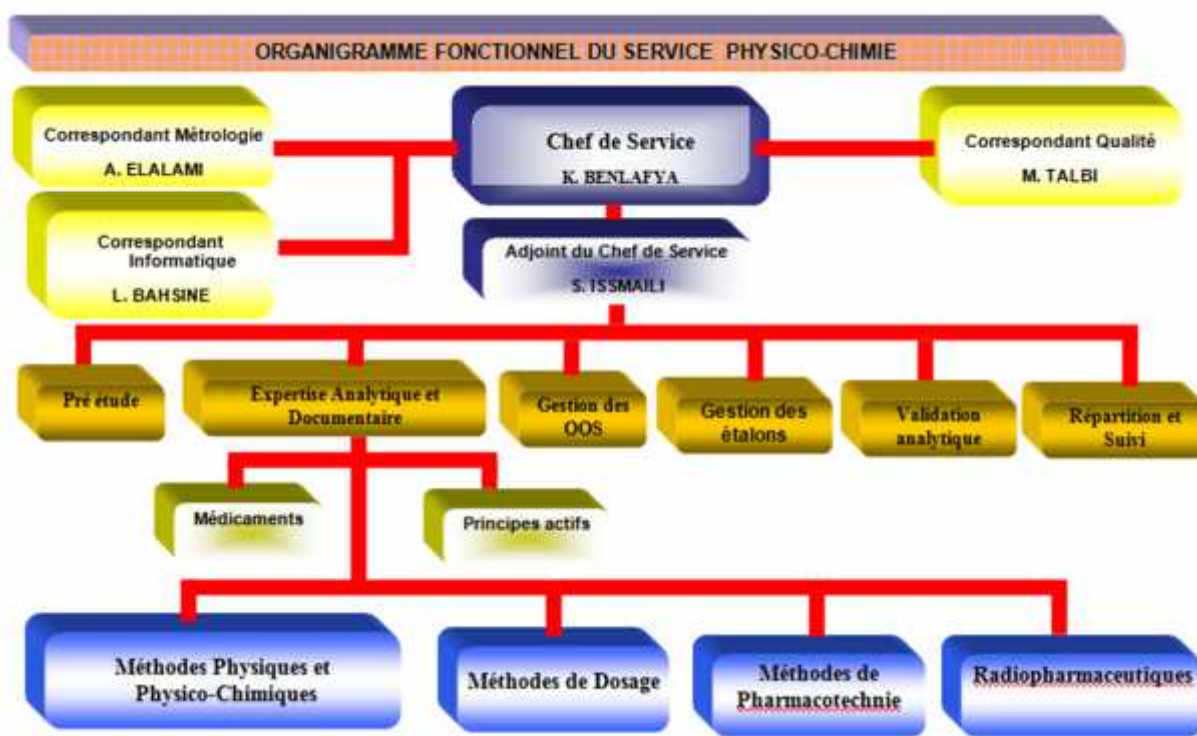 ORGANIGRAMME FONCTIONNEL DU SERVICE PHYSICO-CHIMIE
Correspondant Métrologie
A. ELALAMI
Chef de Service
K. BENLAFYA
Correspondant Qualité
M. TALBI
Correspondant
Informatique
L. BAHSINE
Adjoint du Chef de Service
S. ISSMAILI
Pré étude
Expertise Analytique et
Documentaire
Gestion des
OOS
Gestion des
étalons
Validation
analytique
Répartition et
Suivi
Médicaments
Principes actifs
Méthodes Physiques et
Physico-Chimiques
Méthodes de Dosage
Méthodes de
Pharmacotechnie
Radiopharmaceutiques